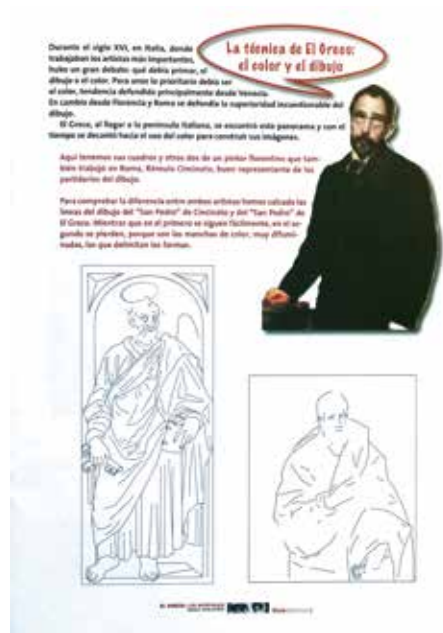 La técnica de El Greco:
el color y el dibujo
Durante el siglo XVI, en Italia, donde
trabajaban los artistas más importantes,
hubo un gran debate: qué debía primar, el
dibujo o el color. Para unos lo prioritario debía ser
el color, tendencia defendida principalmente desde Venecia.
En cambio desde Florencia y Roma se defendía la superioridad incuestionable del
dibujo.
El Greco, al llegar a la península italiana, se encontró este panorama y con el
tiempo se decantó hacia el uso del color para construir sus imágenes.
Aquí tenemos sus cuadros y otros dos de un pintor florentino que tam-
bién trabajó en Roma, Rómulo Cincinato, buen representante de los
partidarios del dibujo.
Para comprobar la diferencia entre ambos artistas hemos calcado las
líneas del dibujo del "San Pedro" de Cincinato y del "San Pedro" de
El Greco. Mientras que en el primero se siguen fácilmente, en el se-
gundo se pierden, porque son las manchas de color, muy difumi-
nadas, las que delimitan las formas.